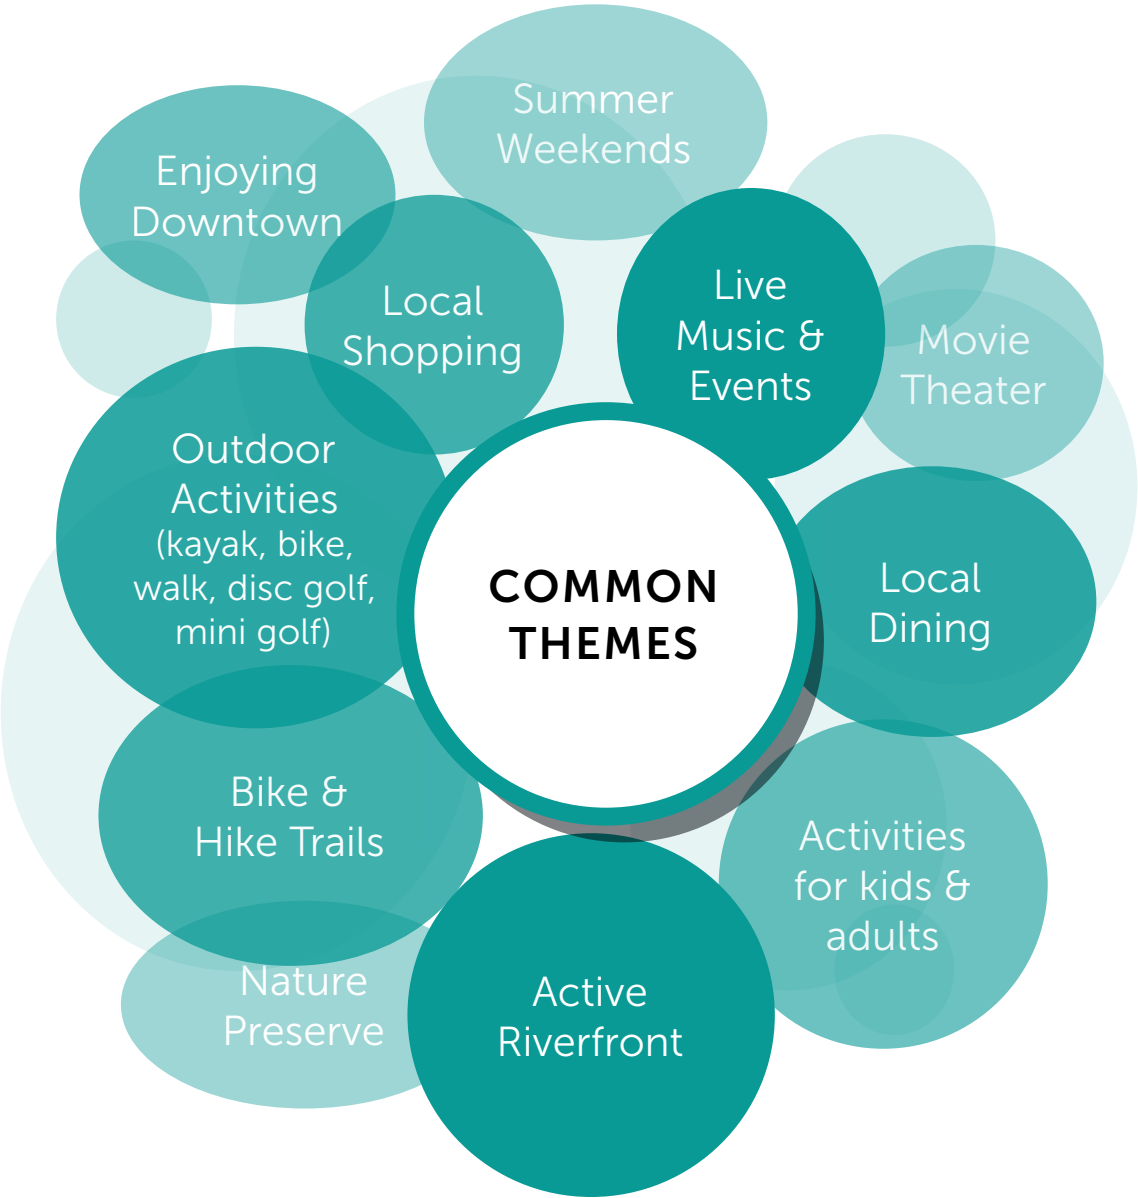 Summer
Weekends
Enjoying
Downtown
Local
Shopping
Live
Music &
Events
Movie
Theater
Outdoor
Activities
(kayak, bike,
walk, disc golf,
mini golf)
COMMON
THEMES
Local
Dining
Bike &
Hike Trails
Activities
for kids &
adults
Nature
Preserve
Active
Riverfront